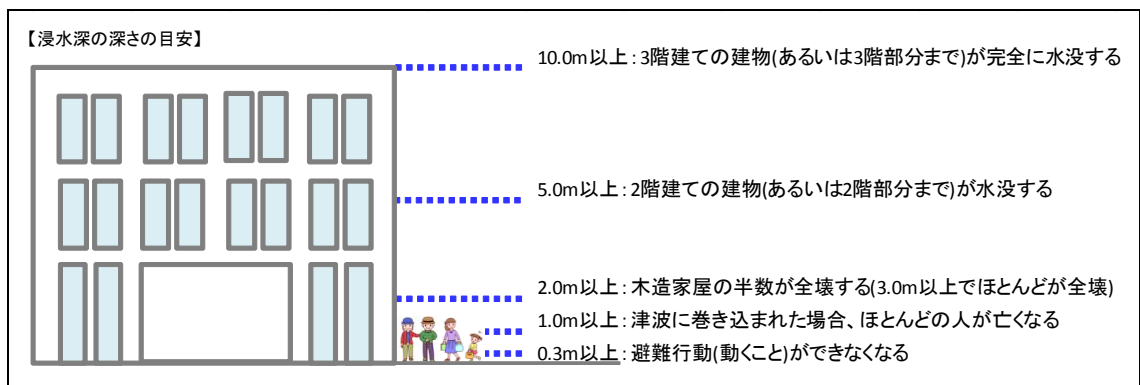 【浸水深の深さの目安】
10.0m以上：3階建ての建物(あるいは3階部分まで)が完全に水没する
5.0m以上：2階建ての建物(あるいは2階部分まで)が水没する
2.0m以上：木造家屋の半数が全壊する(3.0m以上でほとんどが全壊)
1.0m以上：津波に巻き込まれた場合、ほとんどの人が亡くなる
0.3m以上：避難行動(動くこと)ができなくなる